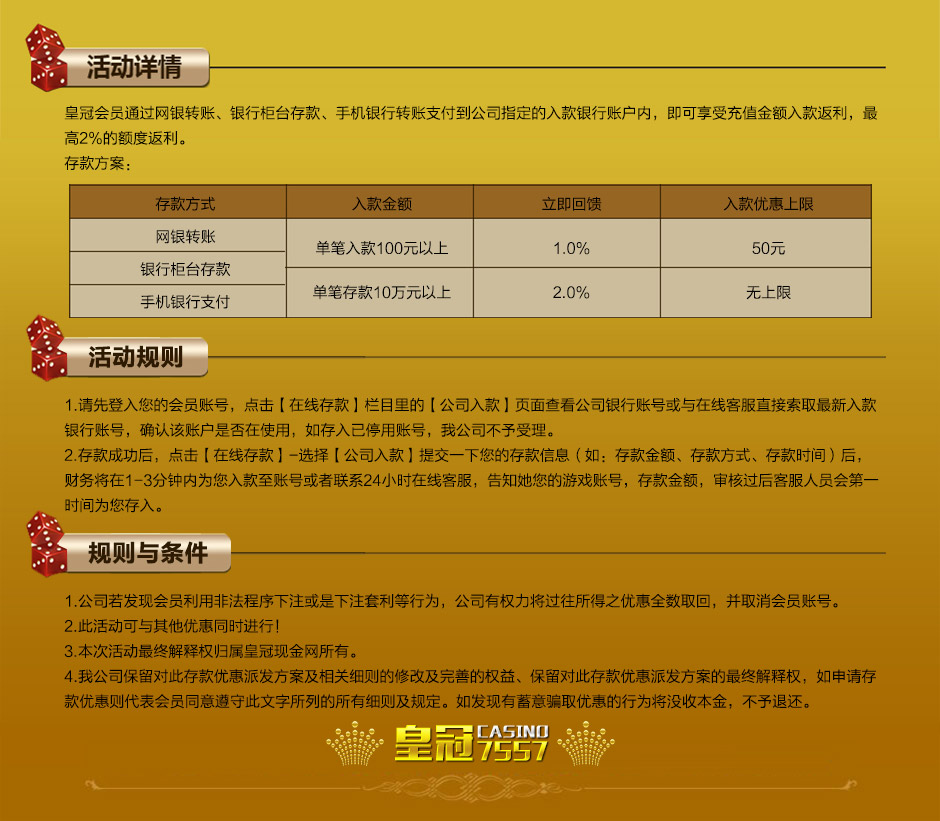 活动详情
皇冠会员通过网银转账、银行柜台存款、手机银行转账支付到公司指定的入款银行账户内，即可享受充值金额入款返利，最
高2%的额度返利。
存款方案：
存款方式 入款金额 立即回馈 入款优惠上限
网银转账
单笔入款100元以上 1.0% 50元
银行柜台存款
单笔存款10万元以上 2.0% 无上限
手机银行支付
活动规则
1.请先登入您的会员账号，点击【在线存款】栏目里的【公司入款】页面查看公司银行账号或与在线客服直接索取最新入款
银行账号，确认该账户是否在使用，如存入已停用账号，我公司不予受理。
2.存款成功后，点击【在线存款】-选择【公司入款】提交一下您的存款信息（如：存款金额、存款方式、存款时间）后，
财务将在1-3分钟内为您入款至账号或者联系24小时在线客服，告知她您的游戏账号，存款金额，审核过后客服人员会第一
时间为您存入。
规则与条件
1.公司若发现会员利用非法程序下注或是下注套利等行为，公司有权力将过往所得之优惠全数取回，并取消会员账号。
2.此活动可与其他优惠同时进行！
3.本次活动最终解释权归属皇冠现金网所有。
4.我公司保留对此存款优惠派发方案及相关细则的修改及完善的权益、保留对此存款优惠派发方案的最终解释权，如申请存
款优惠则代表会员同意遵守此文字所列的所有细则及规定。如发现有蓄意骗取优惠的行为将没收本金，不予退还。
皇冠 CASINO
7557